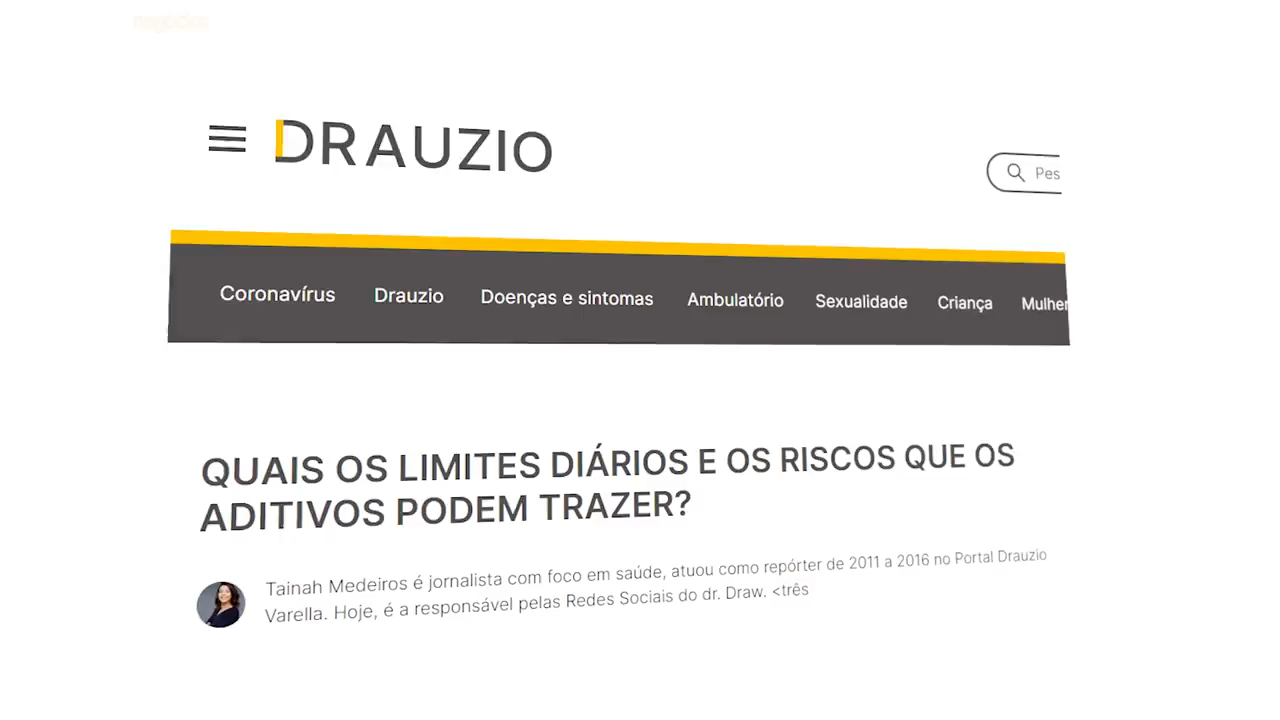 DRAUZIO
Pes
Coronavírus Drauzio Doenças e sintomas Ambulatório Sexualidade Criança Mulher
QUAIS OS LIMITES DIÁRIOS E OS RISCOS QUE OS
ADITIVOS PODEM TRAZER?
Tainah Medeiros é jornalista com foco em saúde, atuou como repórter de 2011 a 2016 no Portal Drauzio
Varella. Hoje, é a responsável pelas Redes Sociais do dr. Draw. <três